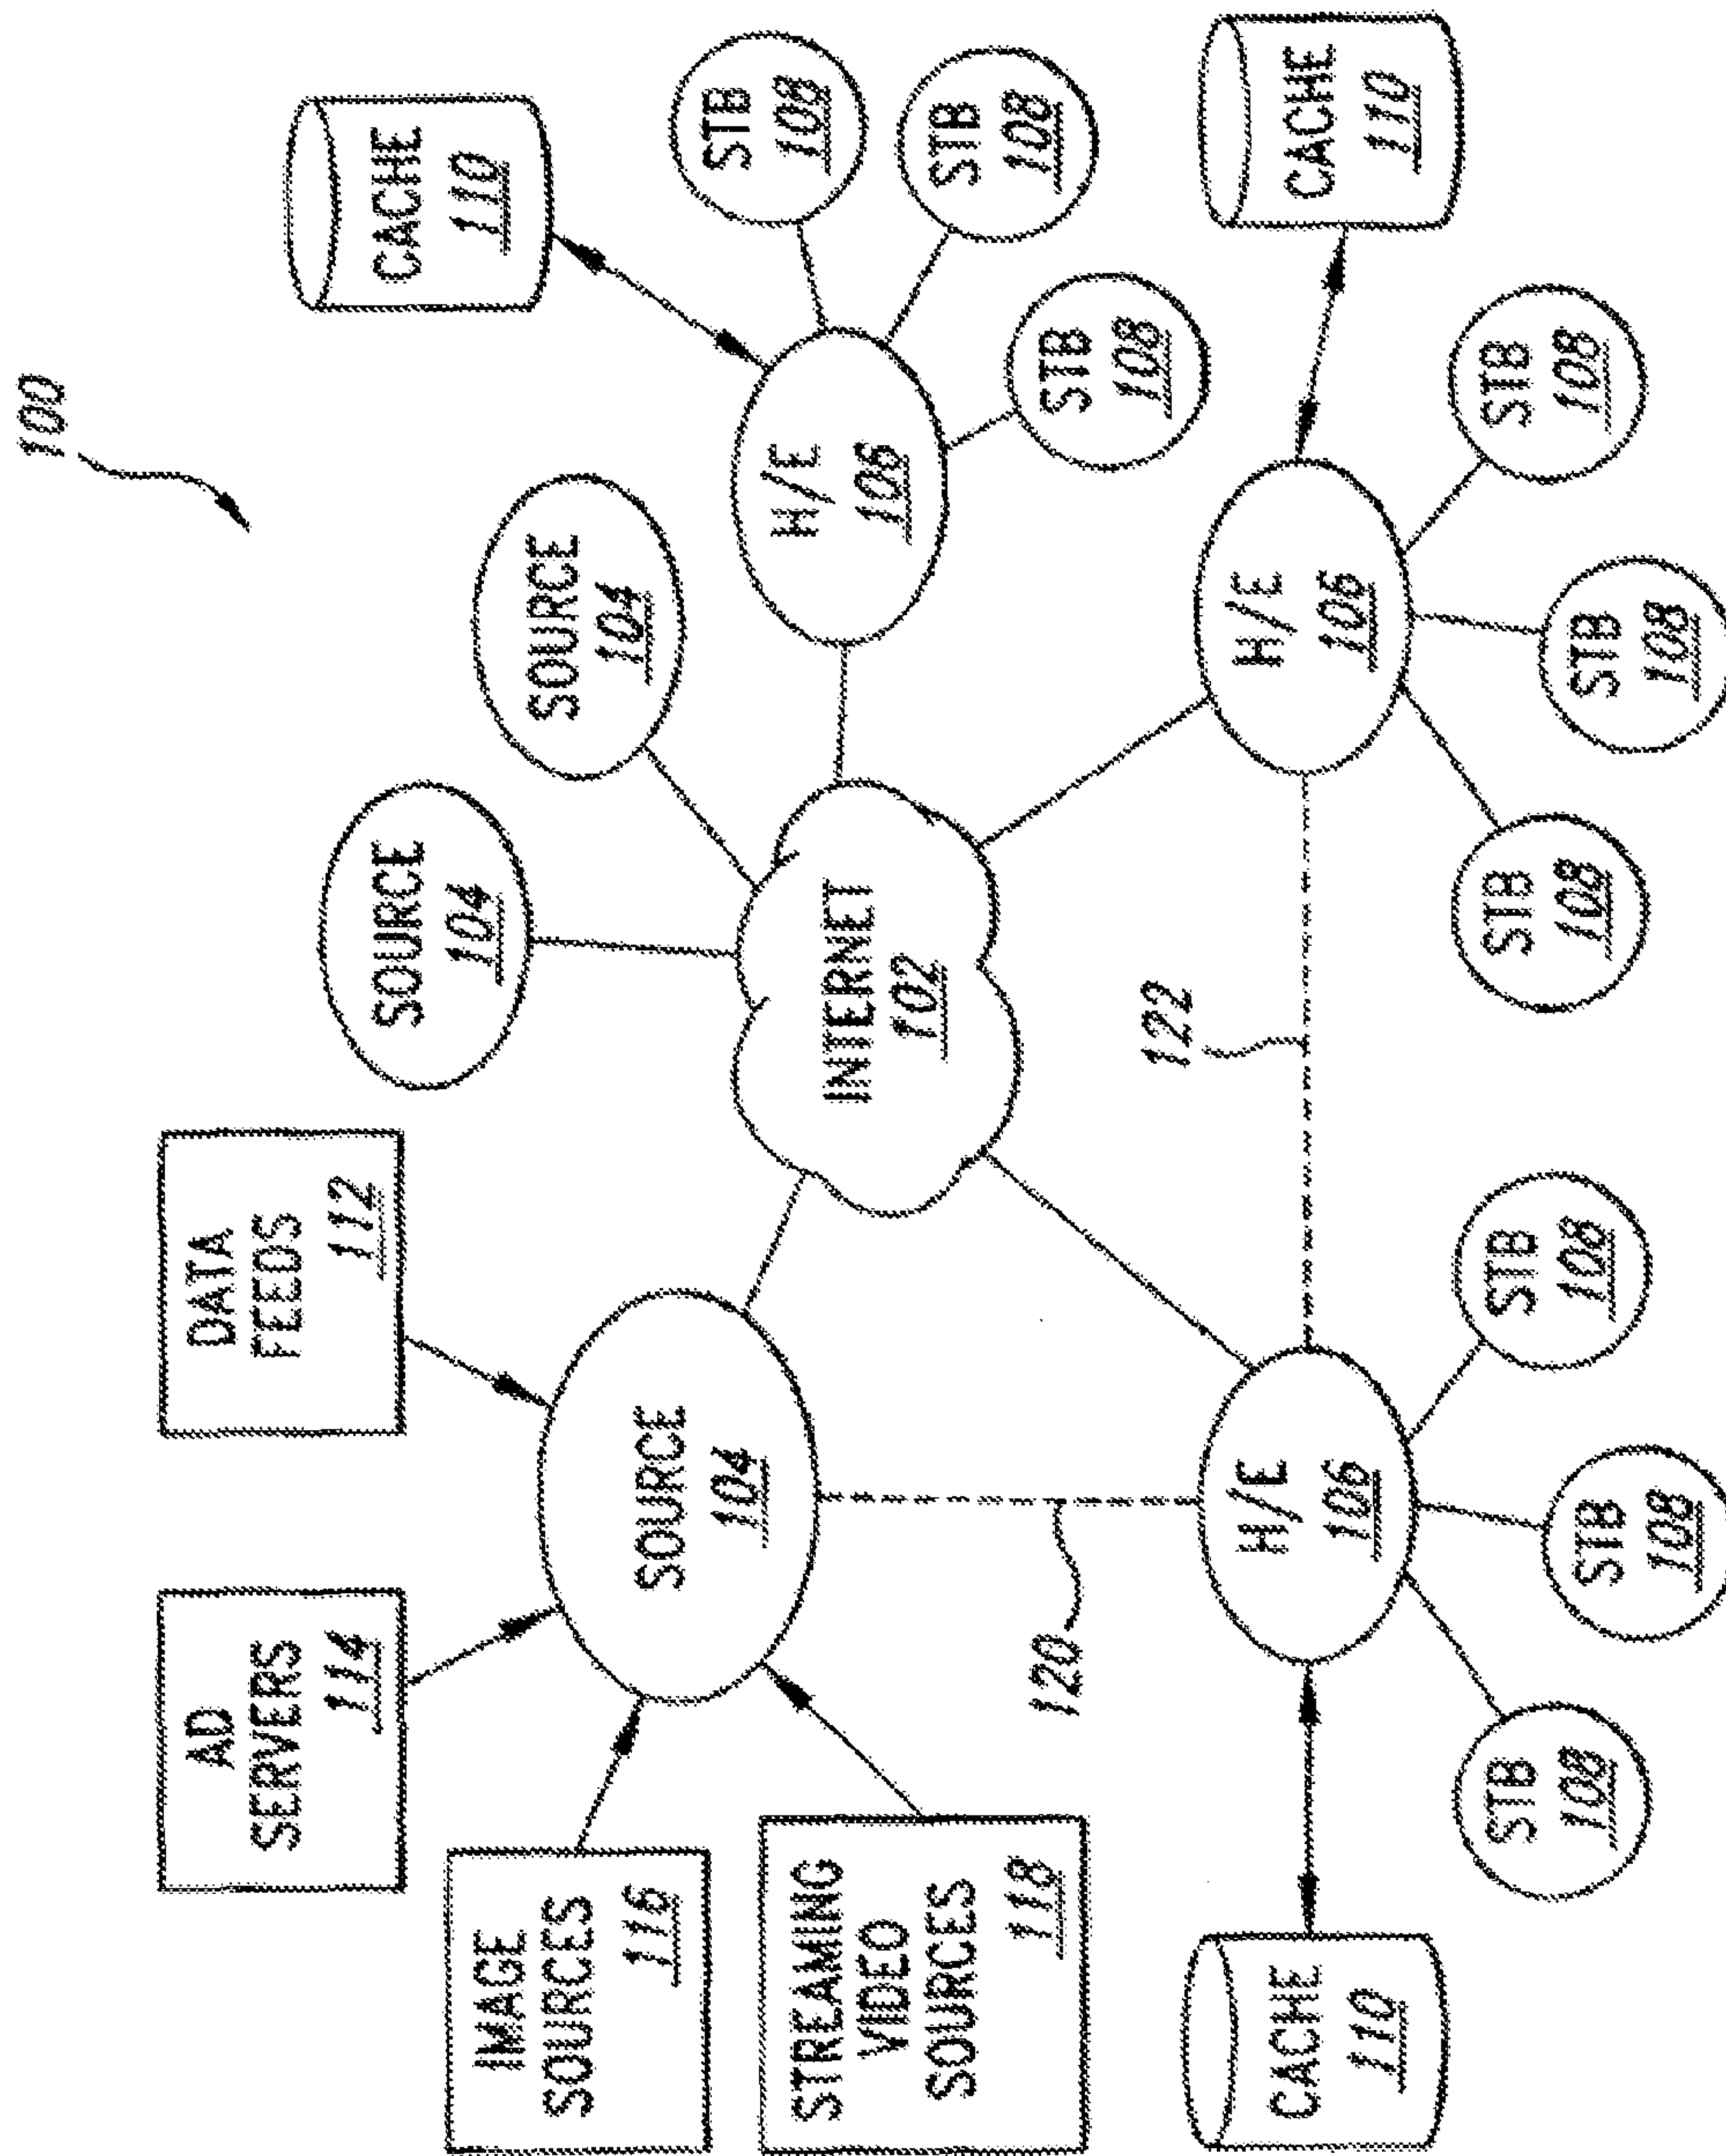 100
AD
SERVERS
114
DATA
FEEDS
112
SOURCE
104
CACHE
110
IMAGE
SOURCES
116
SOURCE
104
SOURCE
104
STB
108
STREAMING
VIDEO
SOURCES
118
INTERNET
102
H/E
106
STB
108
STB
108
120
122
CACHE
110
H/E
106
H/E
106
CACHE
110
STB
108
STB
108
STB
108
STB
108
STB
108
STB
108